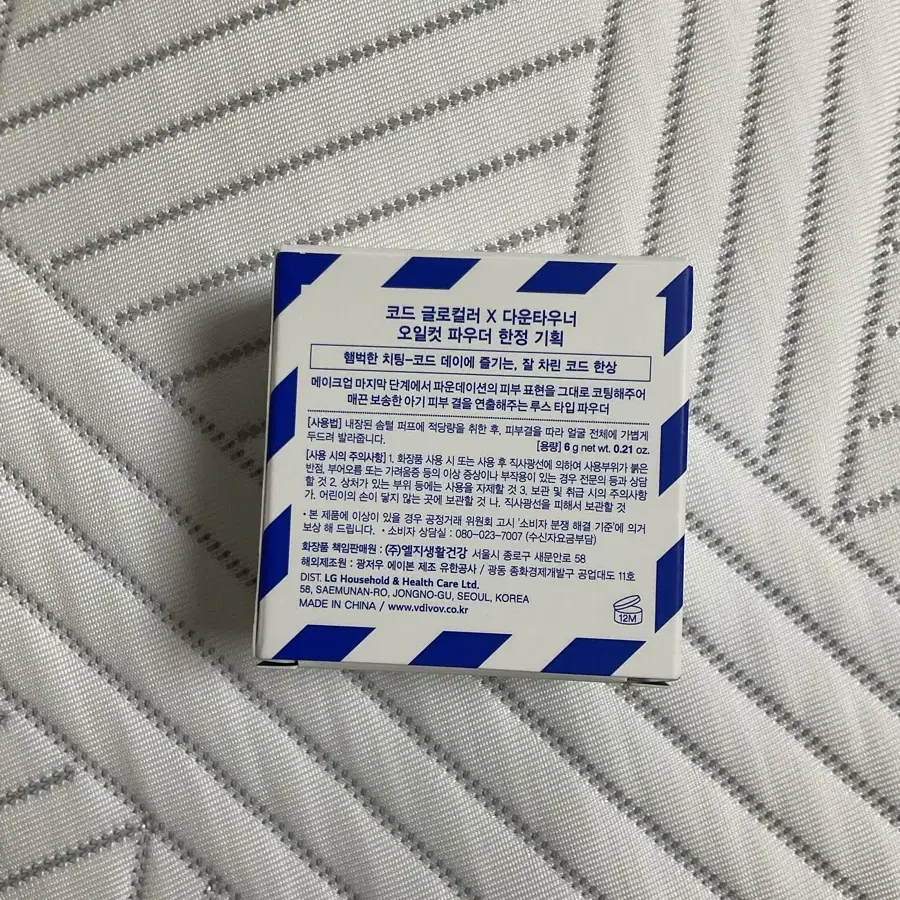 코드 글로컬러 X 다운타우너
오일컷 파우더 한정 기획
햄벅한 치팅-코드 데이에 즐기는, 잘 차린 코드 한상
메이크업 마지막 단계에서 파운데이션의 피부 표현을 그대로 코팅해주어
매끈 보송한 아기 피부 결을 연출해주는 루스 타입 파우더
[사용법] 내장된 솜털 퍼프에 적당량을 취한 후, 피부결을 따라 얼굴 전체에 가볍게
두드려 발라줍니다. [용량] 6 g net wt. 0.21 oz.
[사용 시의 주의사항] 1. 화장품 사용 시 또는 사용 후 직사광선에 의하여 사용부위가 붉은
반점, 부어오름 또는 가려움증 등의 이상 증상이나 부작용이 있는 경우 전문의 등과 상담
할 것 2. 상처가 있는 부위 등에는 사용을 자제할 것 3. 보관 및 취급 시의 주의사항
가. 어린이의 손이 닿지 않는 곳에 보관할 것 나. 직사광선을 피해서 보관할 것
• 본 제품에 이상이 있을 경우 공정거래 위원회 고시 '소비자 분쟁 해결 기준'에 의거
보상 해 드립니다. • 소비자 상담실 : 080-023-7007 (수신자요금부담)
화장품 책임판매원 : (주)엘지생활건강 서울시 종로구 새문안로 58
해외제조원 : 광저우 에이본 제조 유한공사 / 광동 종화경제개발구 공업대도 11호
DIST. LG Household & Health Care Ltd.
58, SAEMUNAN-RO, JONGNO-GU, SEOUL, KOREA
MADE IN CHINA / www.vdivov.co.kr
12M